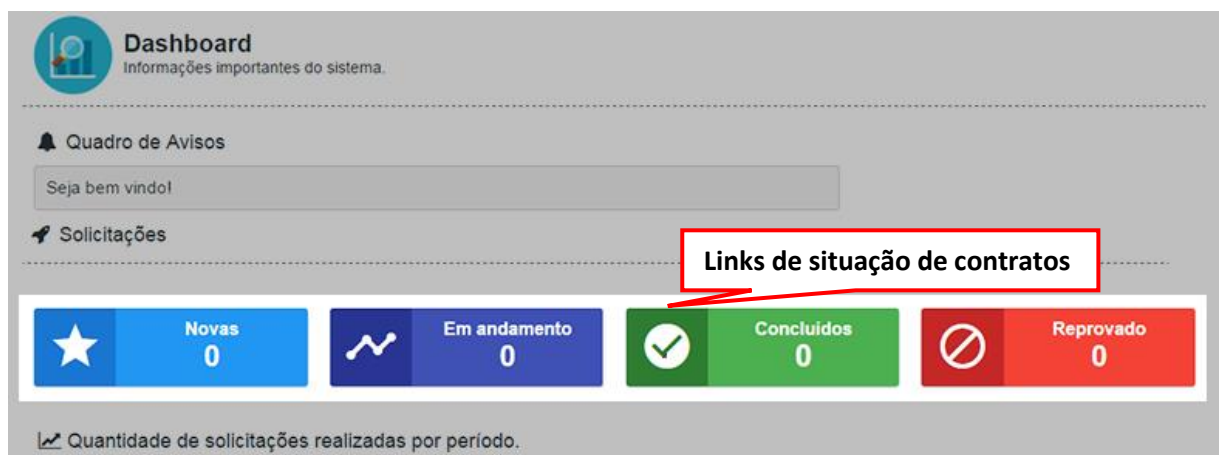 Dashboard
Informações importantes do sistema.
Quadro de Avisos
Seja bem vindo!
Solicitações
Links de situação de contratos
Novas
0
Em andamento
0
Concluidos
0
Reprovado
0
Quantidade de solicitações realizadas por período.